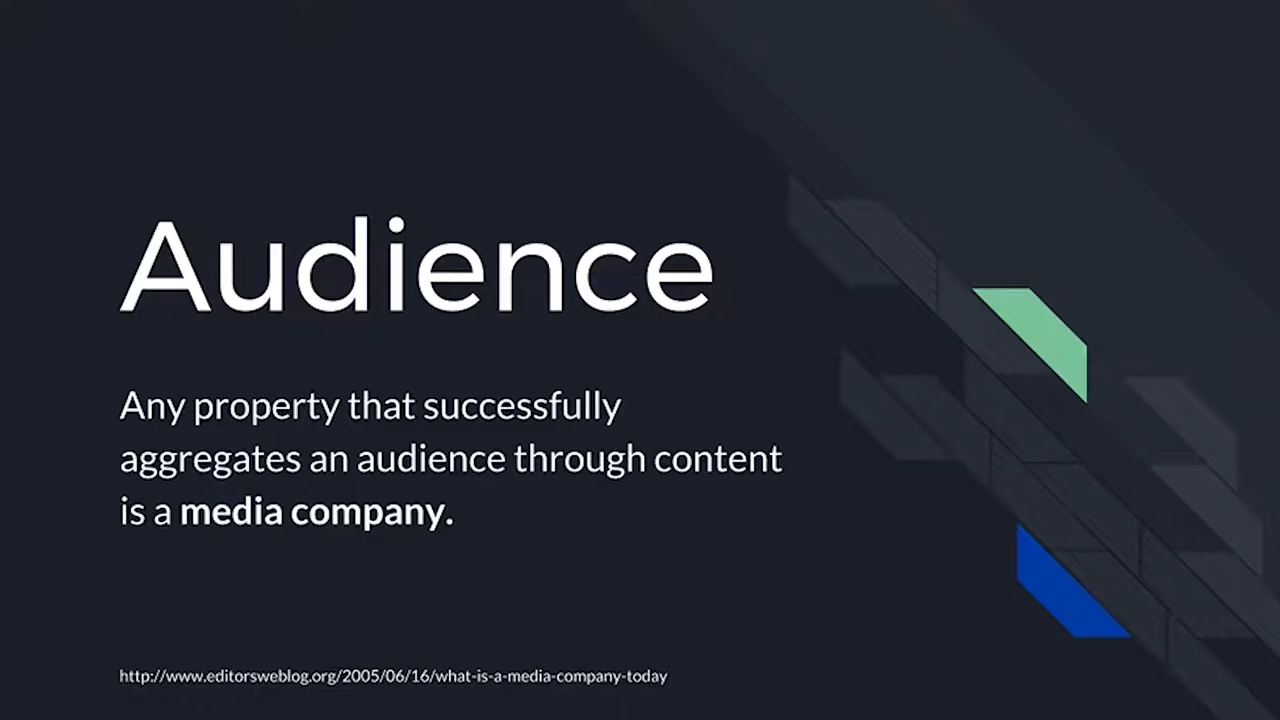 Audience
Any property that successfully
aggregates an audience through content
is a media company.
http://www.editorsweblog.org/2005/06/16/what-is-a-media-company-today